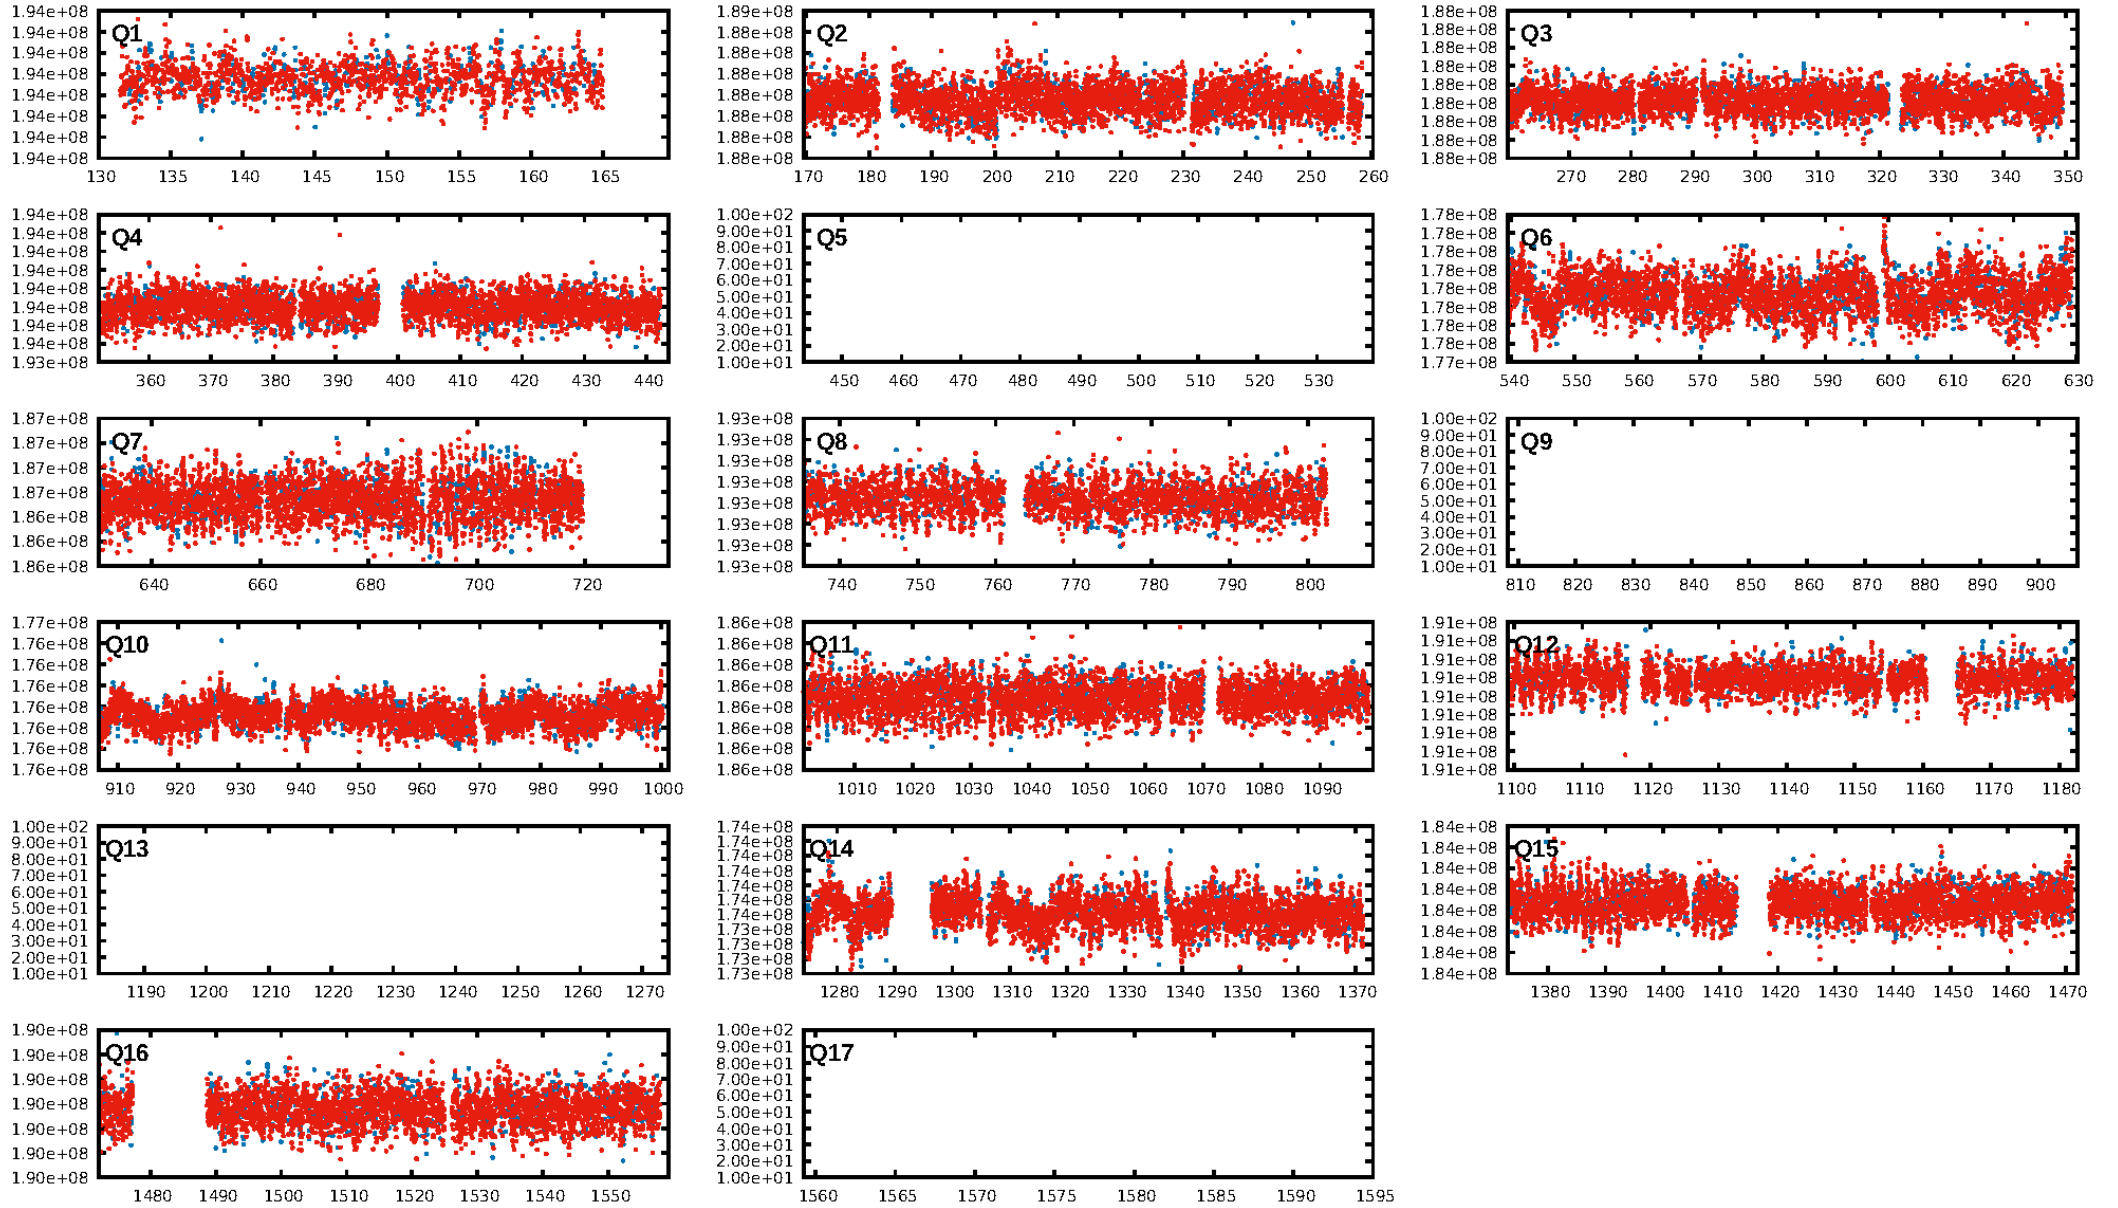 1.94e+08
1.94e+08
1.94e+08
1.94e+08
1.94e+08
1.94e+08
1.94e+08
1.94e+08
Q1
130 135 140 145 150 155 160 165
1.89e+08
1.88e+08
1.88e+08
1.88e+08
1.88e+08
1.88e+08
1.88e+08
1.88e+08
Q2
170 180 190 200 210 220 230 240 250 260
1.88e+08
1.88e+08
1.88e+08
1.88e+08
1.88e+08
1.88e+08
1.88e+08
1.88e+08
1.88e+08
Q3
270 280 290 300 310 320 330 340 350
1.94e+08
1.94e+08
1.94e+08
1.94e+08
1.94e+08
1.94e+08
1.94e+08
1.94e+08
1.93e+08
Q4
360 370 380 390 400 410 420 430 440
1.00e+02
9.00e+01
8.00e+01
7.00e+01
6.00e+01
5.00e+01
4.00e+01
3.00e+01
2.00e+01
1.00e+01
Q5
450 460 470 480 490 500 510 520 530
1.78e+08
1.78e+08
1.78e+08
1.78e+08
1.78e+08
1.78e+08
1.78e+08
1.78e+08
1.77e+08
Q6
540 550 560 570 580 590 600 610 620 630
1.87e+08
1.87e+08
1.87e+08
1.87e+08
1.86e+08
1.86e+08
1.86e+08
Q7
640 660 680 700 720
1.93e+08
1.93e+08
1.93e+08
1.93e+08
1.93e+08
1.93e+08
1.93e+08
1.93e+08
Q8
740 750 760 770 780 790 800
1.00e+02
9.00e+01
8.00e+01
7.00e+01
6.00e+01
5.00e+01
4.00e+01
3.00e+01
2.00e+01
1.00e+01
Q9
810 820 830 840 850 860 870 880 890 900
1.77e+08
1.76e+08
1.76e+08
1.76e+08
1.76e+08
1.76e+08
1.76e+08
1.76e+08
Q10
910 920 930 940 950 960 970 980 990 1000
1.86e+08
1.86e+08
1.86e+08
1.86e+08
1.86e+08
1.86e+08
1.86e+08
1.86e+08
Q11
1010 1020 1030 1040 1050 1060 1070 1080 1090
1.91e+08
1.91e+08
1.91e+08
1.91e+08
1.91e+08
1.91e+08
1.91e+08
1.91e+08
1.91e+08
Q12
1100 1110 1120 1130 1140 1150 1160 1170 1180
1.00e+02
9.00e+01
8.00e+01
7.00e+01
6.00e+01
5.00e+01
4.00e+01
3.00e+01
2.00e+01
1.00e+01
Q13
1190 1200 1210 1220 1230 1240 1250 1260 1270
1.74e+08
1.74e+08
1.74e+08
1.74e+08
1.74e+08
1.74e+08
1.74e+08
1.73e+08
1.73e+08
1.73e+08
1.73e+08
Q14
1280 1290 1300 1310 1320 1330 1340 1350 1360 1370
1.84e+08
1.84e+08
1.84e+08
1.84e+08
1.84e+08
1.84e+08
1.84e+08
1.84e+08
Q15
1380 1390 1400 1410 1420 1430 1440 1450 1460 1470
1.90e+08
1.90e+08
1.90e+08
1.90e+08
1.90e+08
1.90e+08
1.90e+08
Q16
1480 1490 1500 1510 1520 1530 1540 1550
1.00e+02
9.00e+01
8.00e+01
7.00e+01
6.00e+01
5.00e+01
4.00e+01
3.00e+01
2.00e+01
1.00e+01
Q17
1560 1565 1570 1575 1580 1585 1590 1595